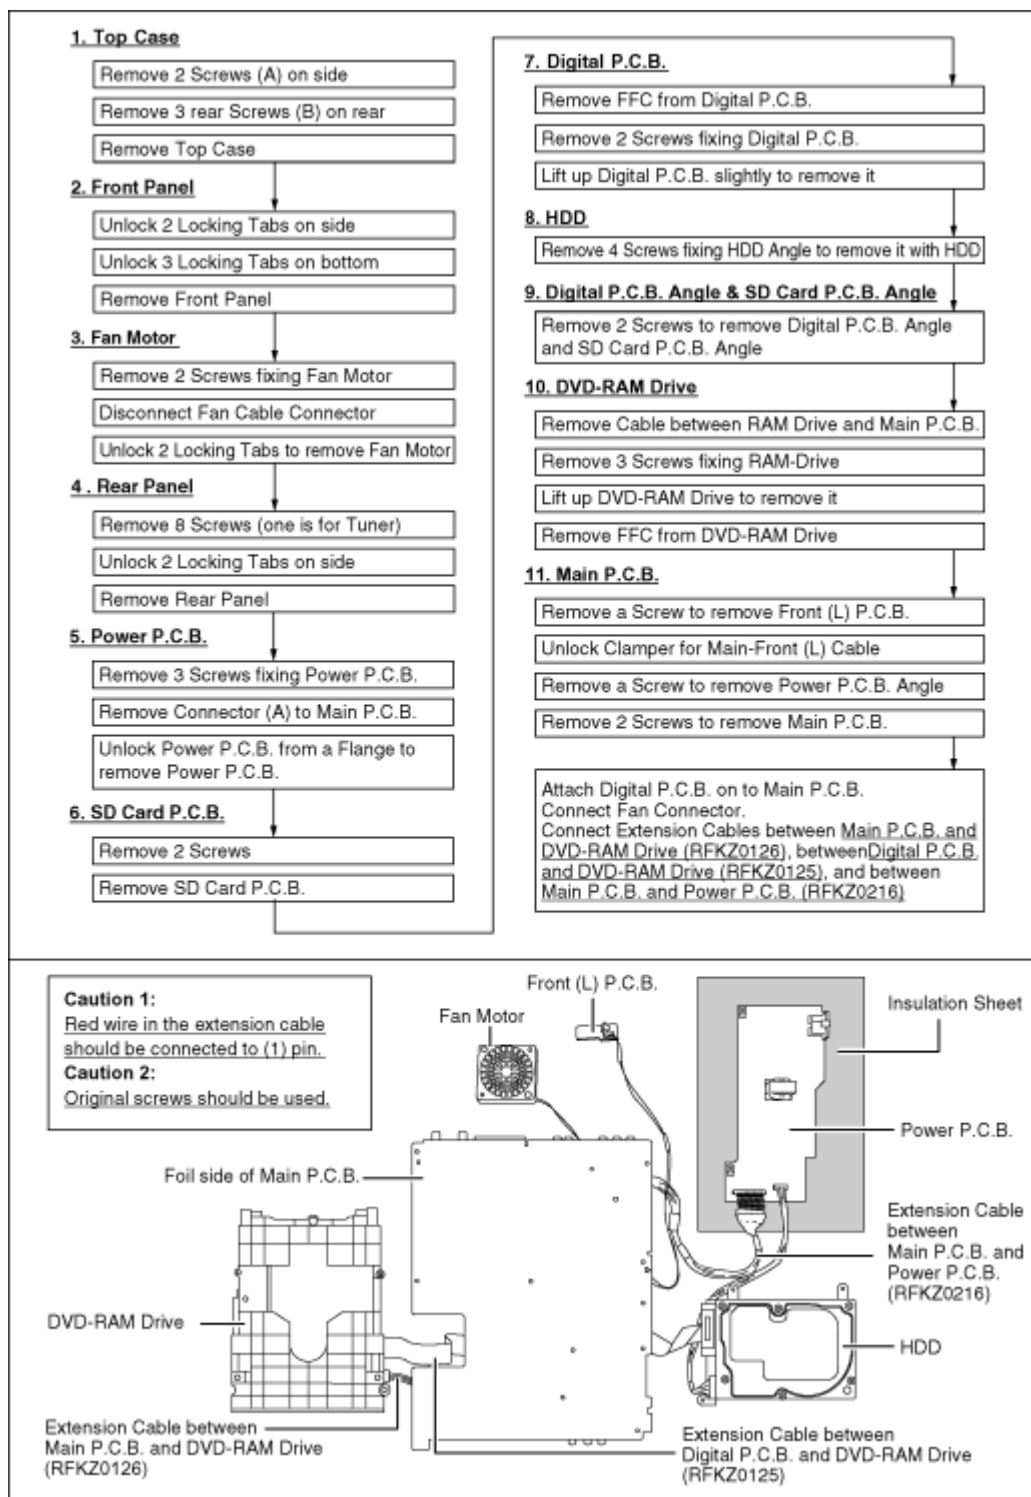 1. Top Case
Remove 2 Screws (A) on side
Remove 3 rear Screws (B) on rear
Remove Top Case
2. Front Panel
Unlock 2 Locking Tabs on side
Unlock 3 Locking Tabs on bottom
Remove Front Panel
3. Fan Motor
Remove 2 Screws fixing Fan Motor
Disconnect Fan Cable Connector
Unlock 2 Locking Tabs to remove Fan Motor
4 . Rear Panel
Remove 8 Screws (one is for Tuner)
Unlock 2 Locking Tabs on side
Remove Rear Panel
5. Power P.C.B.
Remove 3 Screws fixing Power P.C.B.
Remove Connector (A) to Main P.C.B.
Unlock Power P.C.B. from a Flange to
remove Power P.C.B.
6. SD Card P.C.B.
Remove 2 Screws
Remove SD Card P.C.B.
7. Digital P.C.B.
Remove FFC from Digital P.C.B.
Remove 2 Screws fixing Digital P.C.B.
Lift up Digital P.C.B. slightly to remove it
8. HDD
Remove 4 Screws fixing HDD Angle to remove it with HDD
9. Digital P.C.B. Angle & SD Card P.C.B. Angle
Remove 2 Screws to remove Digital P.C.B. Angle
and SD Card P.C.B. Angle
10. DVD-RAM Drive
Remove Cable between RAM Drive and Main P.C.B.
Remove 3 Screws fixing RAM-Drive
Lift up DVD-RAM Drive to remove it
Remove FFC from DVD-RAM Drive
11. Main P.C.B.
Remove a Screw to remove Front (L) P.C.B.
Unlock Clamper for Main-Front (L) Cable
Remove a Screw to remove Power P.C.B. Angle
Remove 2 Screws to remove Main P.C.B.
Attach Digital P.C.B. on to Main P.C.B.
Connect Fan Connector.
Connect Extension Cables between Main P.C.B. and
DVD-RAM Drive (RFKZ0126), betweenDigital P.C.B.
and DVD-RAM Drive (RFKZ0125), and between
Main P.C.B. and Power P.C.B. (RFKZ0216)
Caution 1:
Red wire in the extension cable
should be connected to (1) pin.
Caution 2:
Original screws should be used.
Front (L) P.C.B.
Fan Motor
Insulation Sheet
Power P.C.B.
Foil side of Main P.C.B.
Extension Cable
between
Main P.C.B. and
Power P.C.B.
(RFKZ0216)
DVD-RAM Drive
HDD
Extension Cable between
Main P.C.B. and DVD-RAM Drive
(RFKZ0126)
Extension Cable between
Digital P.C.B. and DVD-RAM Drive
(RFKZ0125)